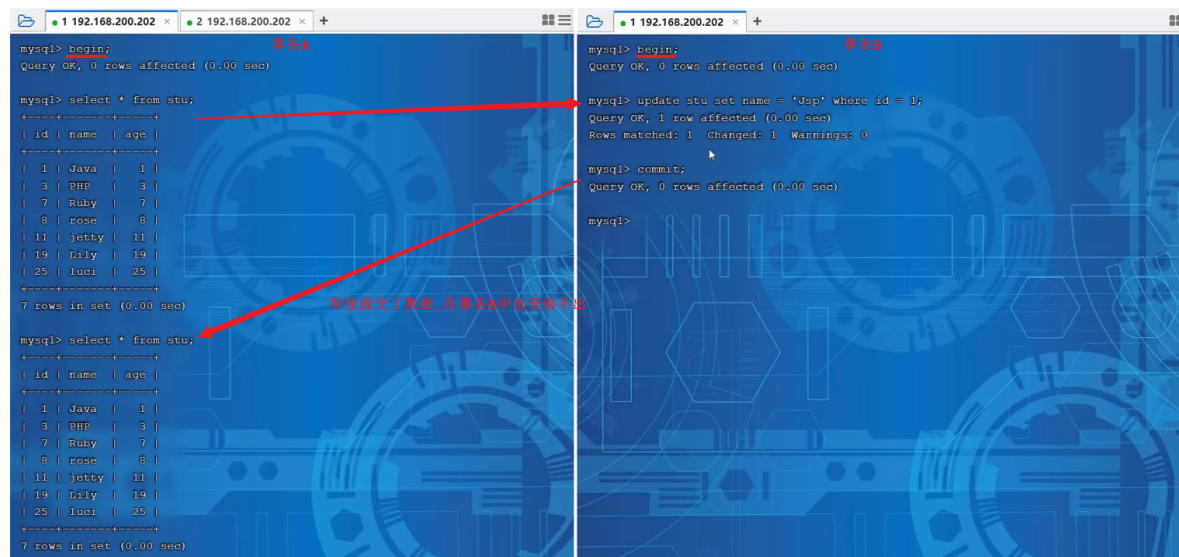 1 192.168.200.202 ×
2 192.168.200.202 ×
+
mysql> begin;
事务A
Query OK, 0 rows affected (0.00 sec)
mysql> select * from stu;
+----+-------+-----+
| id | name  | age |
+----+-------+-----+
|  1 | Java  |   1 |
|  3 | PHP   |   3 |
|  7 | Ruby  |   7 |
|  8 | rose  |   8 |
| 11 | jetty |  11 |
| 19 | Lily  |  19 |
| 25 | luci  |  25 |
+----+-------+-----+
7 rows in set (0.00 sec)
mysql> select * from stu;
+----+-------+-----+
| id | name  | age |
+----+-------+-----+
|  1 | Java  |   1 |
|  3 | PHP   |   3 |
|  7 | Ruby  |   7 |
|  8 | rose  |   8 |
| 11 | jetty |  11 |
| 19 | Lily  |  19 |
| 25 | luci  |  25 |
+----+-------+-----+
7 rows in set (0.00 sec)
提交了数据,在事务A中
1 192.168.200.202 ×
+
mysql> begin;
事务B
Query OK, 0 rows affected (0.00 sec)
mysql> update stu set name = 'Jsp' where id = 1;
Query OK, 1 row affected (0.00 sec)
Rows matched: 1  Changed: 1  Warnings: 0
mysql> commit;
Query OK, 0 rows affected (0.00 sec)
mysql>